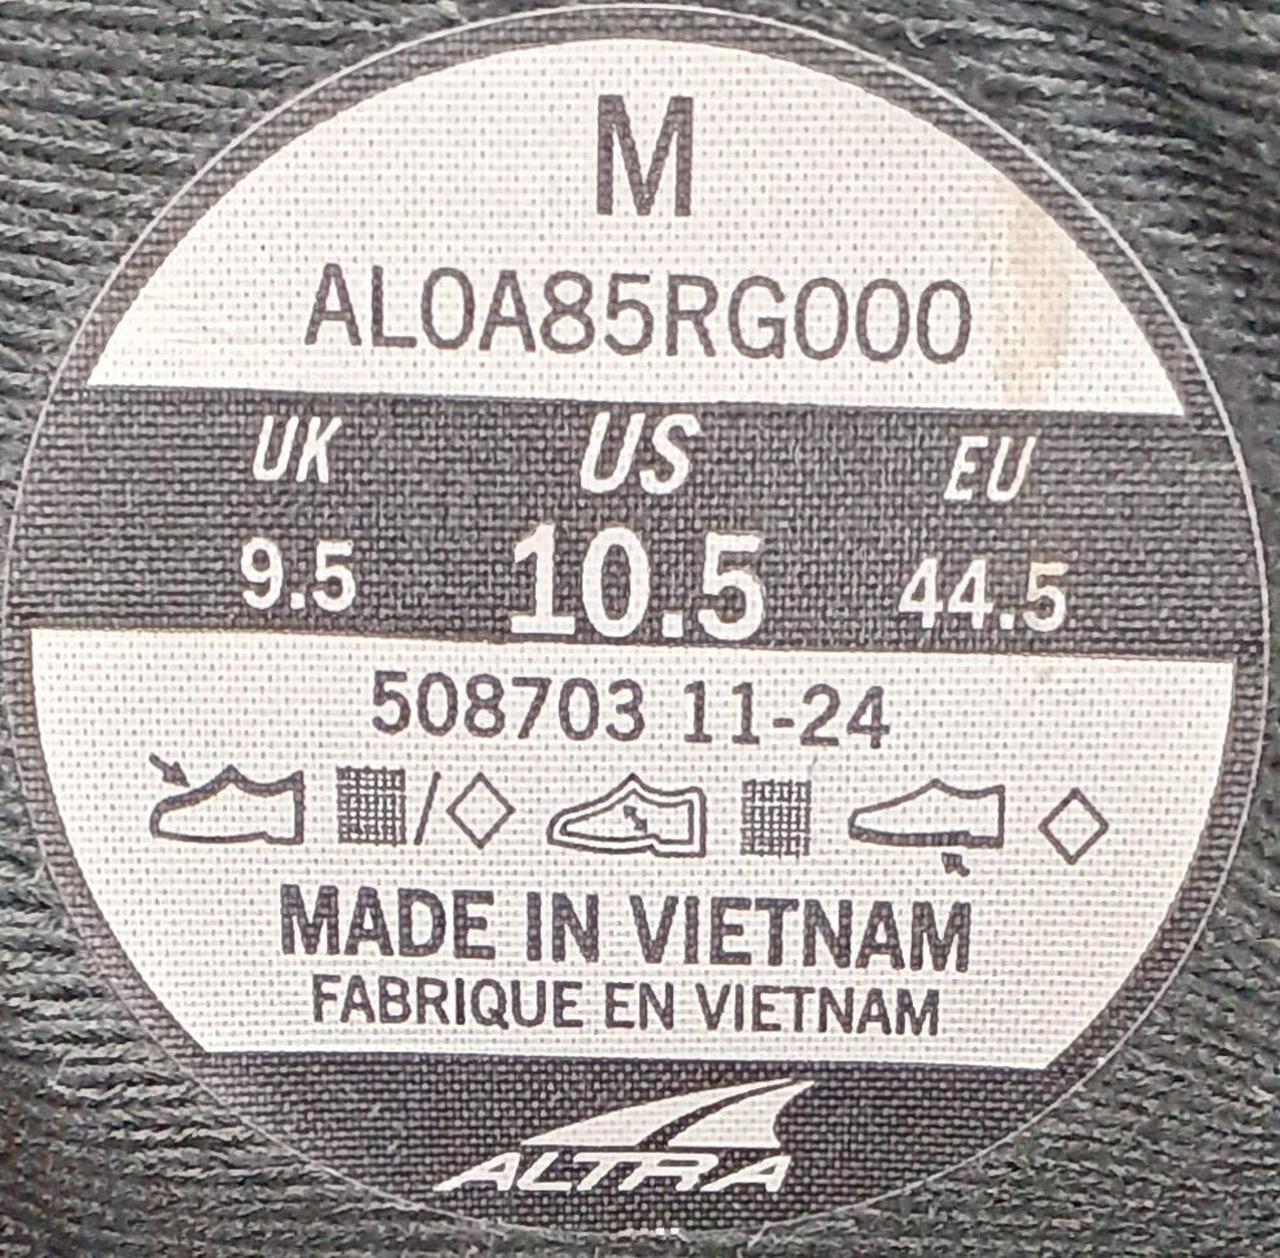 M
AL0A85RG000
UK US EU
9.5 10.5 44.5
508703 11-24
MADE IN VIETNAM
FABRIQUE EN VIETNAM
ALTRA